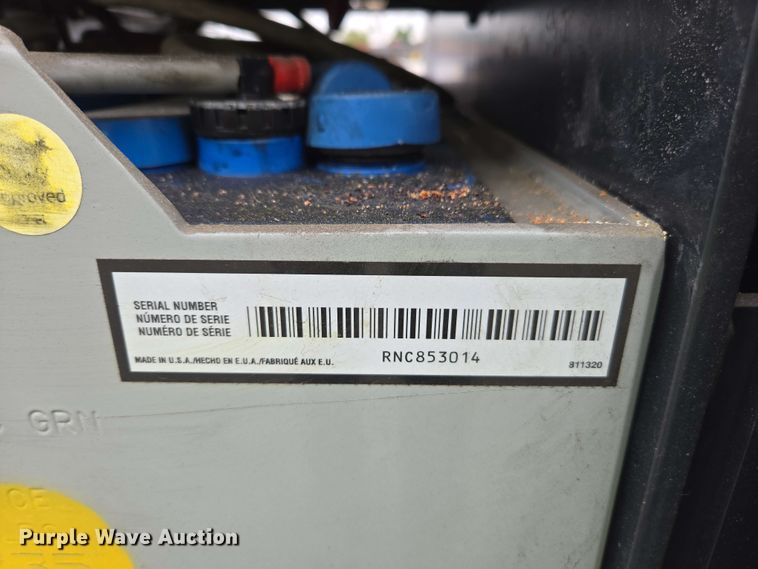 SERIAL NUMBER
NÚMERO DE SERIE
NUMÉRO DE SÉRIE
MADE IN U.S.A./HECHO EN E.U.A./FABRIQUÉ AUX E.U.
RNC853014
811320
GRN
CE
Purple Wave Auction